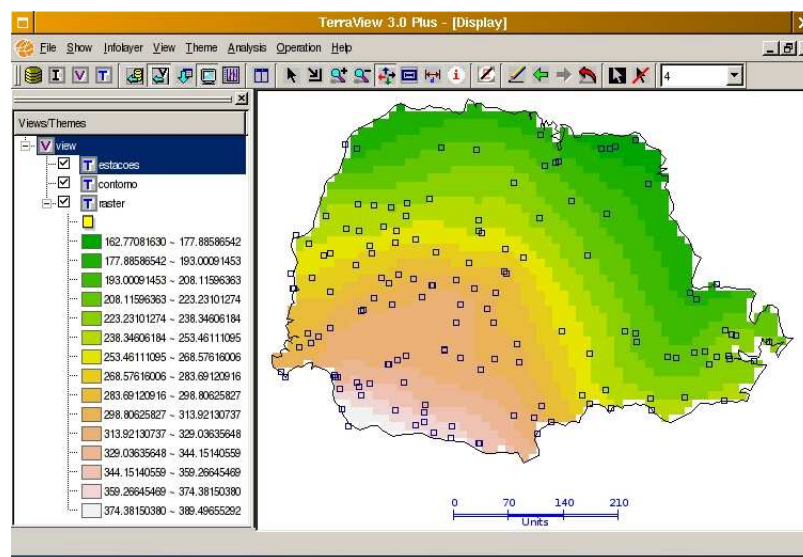 TerraView 3.0 Plus - [Display]
File Show Infolayer View Theme Analysis Operation Help
I V T 4
Views/Themes
V view
T estacoes
T contorno
T raster
162.77081630 ~ 177.88586542
177.88586542 ~ 193.00091453
193.00091453 ~ 208.11596363
208.11596363 ~ 223.23101274
223.23101274 ~ 238.34606184
238.34606184 ~ 253.46111095
253.46111095 ~ 268.57616006
268.57616006 ~ 283.69120916
283.69120916 ~ 298.80625827
298.80625827 ~ 313.92130737
313.92130737 ~ 329.03635648
329.03635648 ~ 344.15140559
344.15140559 ~ 359.26645469
359.26645469 ~ 374.38150380
374.38150380 ~ 389.49655292
0 70 140 210
Units